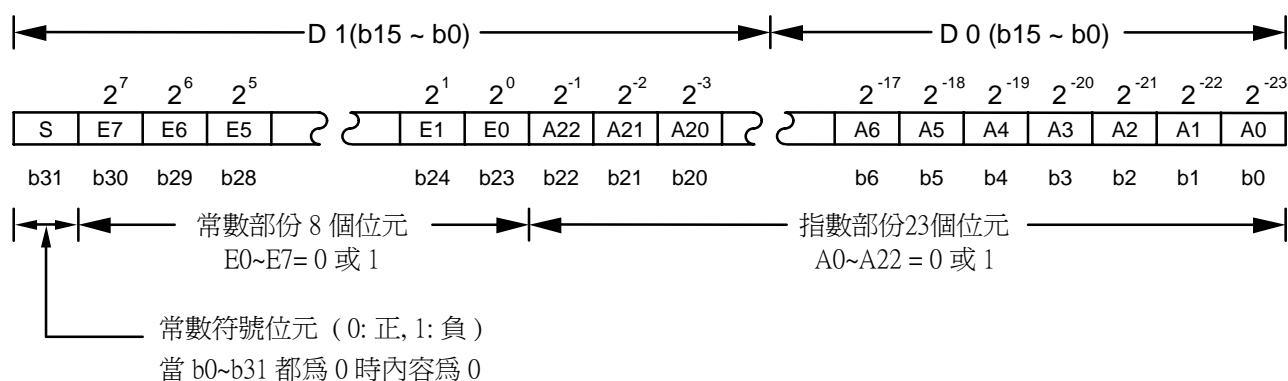 D 1(b15 ~ b0) D 0 (b15 ~ b0)
2^7 2^6 2^5 2^1 2^0 2^-1 2^-2 2^-3 2^-17 2^-18 2^-19 2^-20 2^-21 2^-22 2^-23
S E7 E6 E5 E1 E0 A22 A21 A20 A6 A5 A4 A3 A2 A1 A0
b31 b30 b29 b28 b24 b23 b22 b21 b20 b6 b5 b4 b3 b2 b1 b0
常數部份 8 個位元 指數部份23個位元
E0~E7= 0 或 1 A0~A22 = 0 或 1
常數符號位元 ( 0: 正, 1: 負 )
當 b0~b31 都為 0 時內容為 0